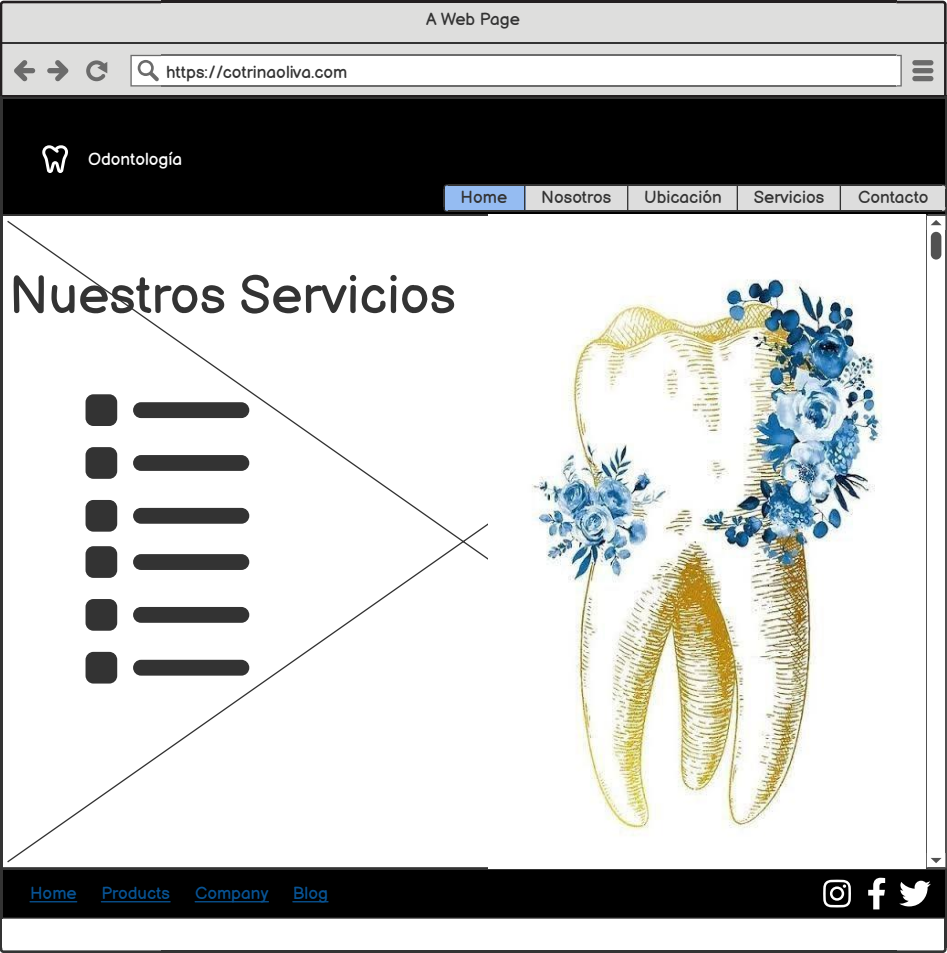 A Web Page
https://cotrinaoliva.com
Odontología
Home Nosotros Ubicación Servicios Contacto
Nuestros Servicios
Home Products Company Blog